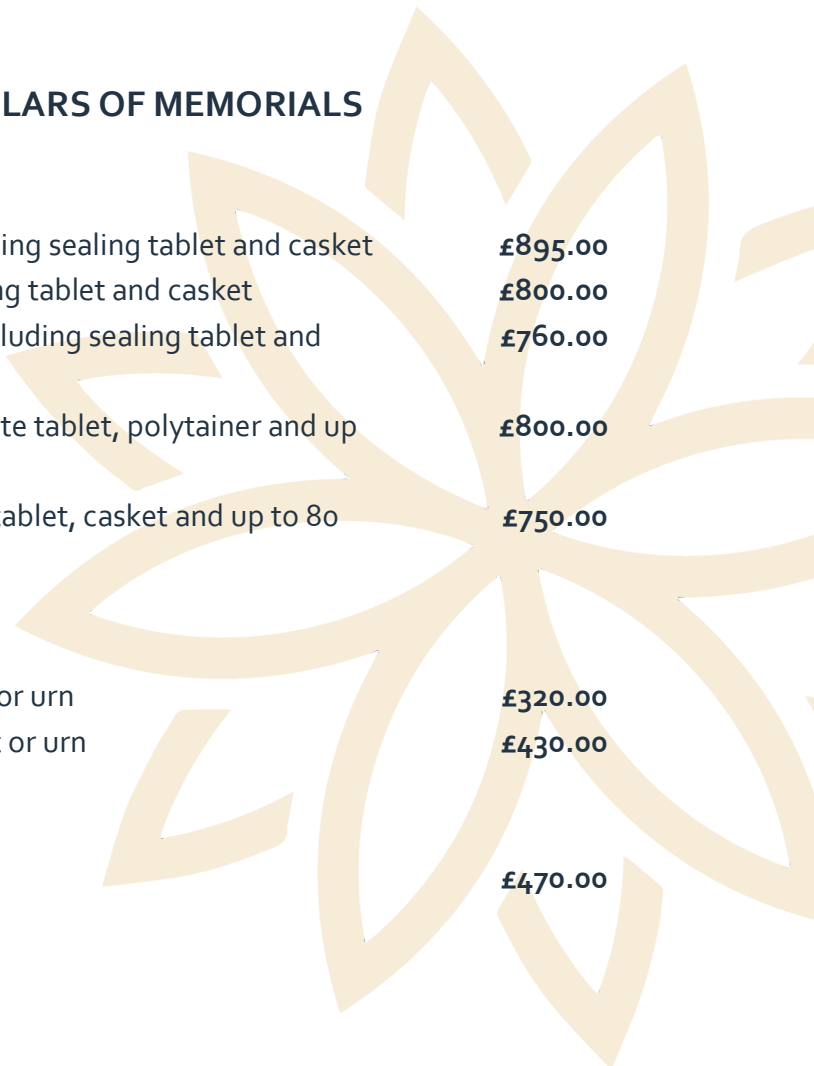 LARS OF MEMORIALS
ing sealing tablet and casket £895.00
g tablet and casket £800.00
luding sealing tablet and £760.00
te tablet, polytainer and up £800.00
tablet, casket and up to 80 £750.00
or urn £320.00
or urn £430.00
£470.00